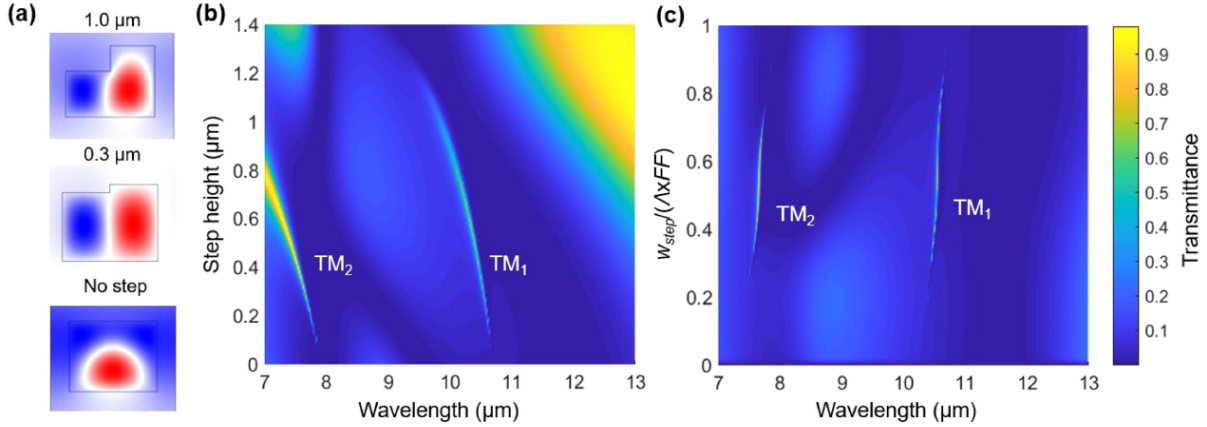 (a)
1.0 μm
0.3 μm
No step
(b)
Step height (μm)
1.4
1.2
1
0.8
0.6
0.4
0.2
0
TM₂
TM₁
7 8 9 10 11 12 13
Wavelength (μm)
(c)
w_step/(ΛxFF)
1
0.8
0.6
0.4
0.2
0
TM₂
TM₁
7 8 9 10 11 12 13
Wavelength (μm)
0.9
0.8
0.7
0.6
0.5
0.4
0.3
0.2
0.1
Transmittance